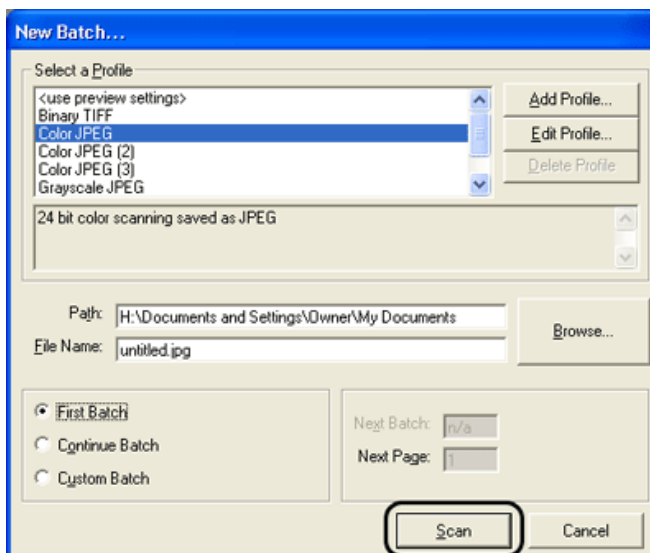 New Batch...
Select a Profile
<use preview settings>
Binary TIFF
Color JPEG
Color JPEG (2)
Color JPEG (3)
Grayscale JPEG
Add Profile...
Edit Profile...
Delete Profile
24 bit color scanning saved as JPEG
Path: H:\Documents and Settings\Owner\My Documents
File Name: untitled.jpg
Browse...
First Batch
Continue Batch
Custom Batch
Next Batch: n/a
Next Page: 1
Scan Cancel